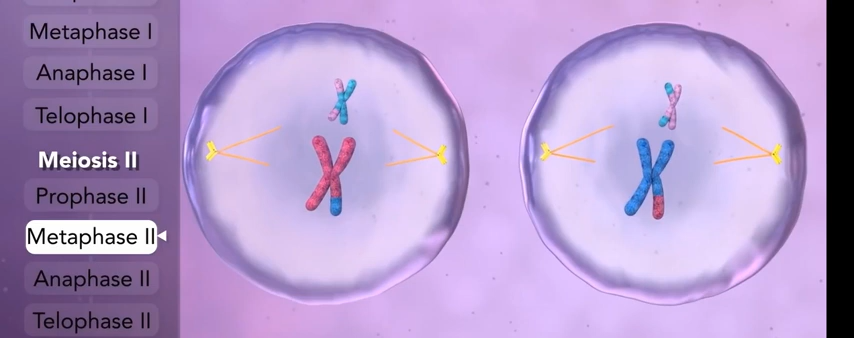 Metaphase I
Anaphase I
Telophase I
Meiosis II
Prophase II
Metaphase II
Anaphase II
Telophase II